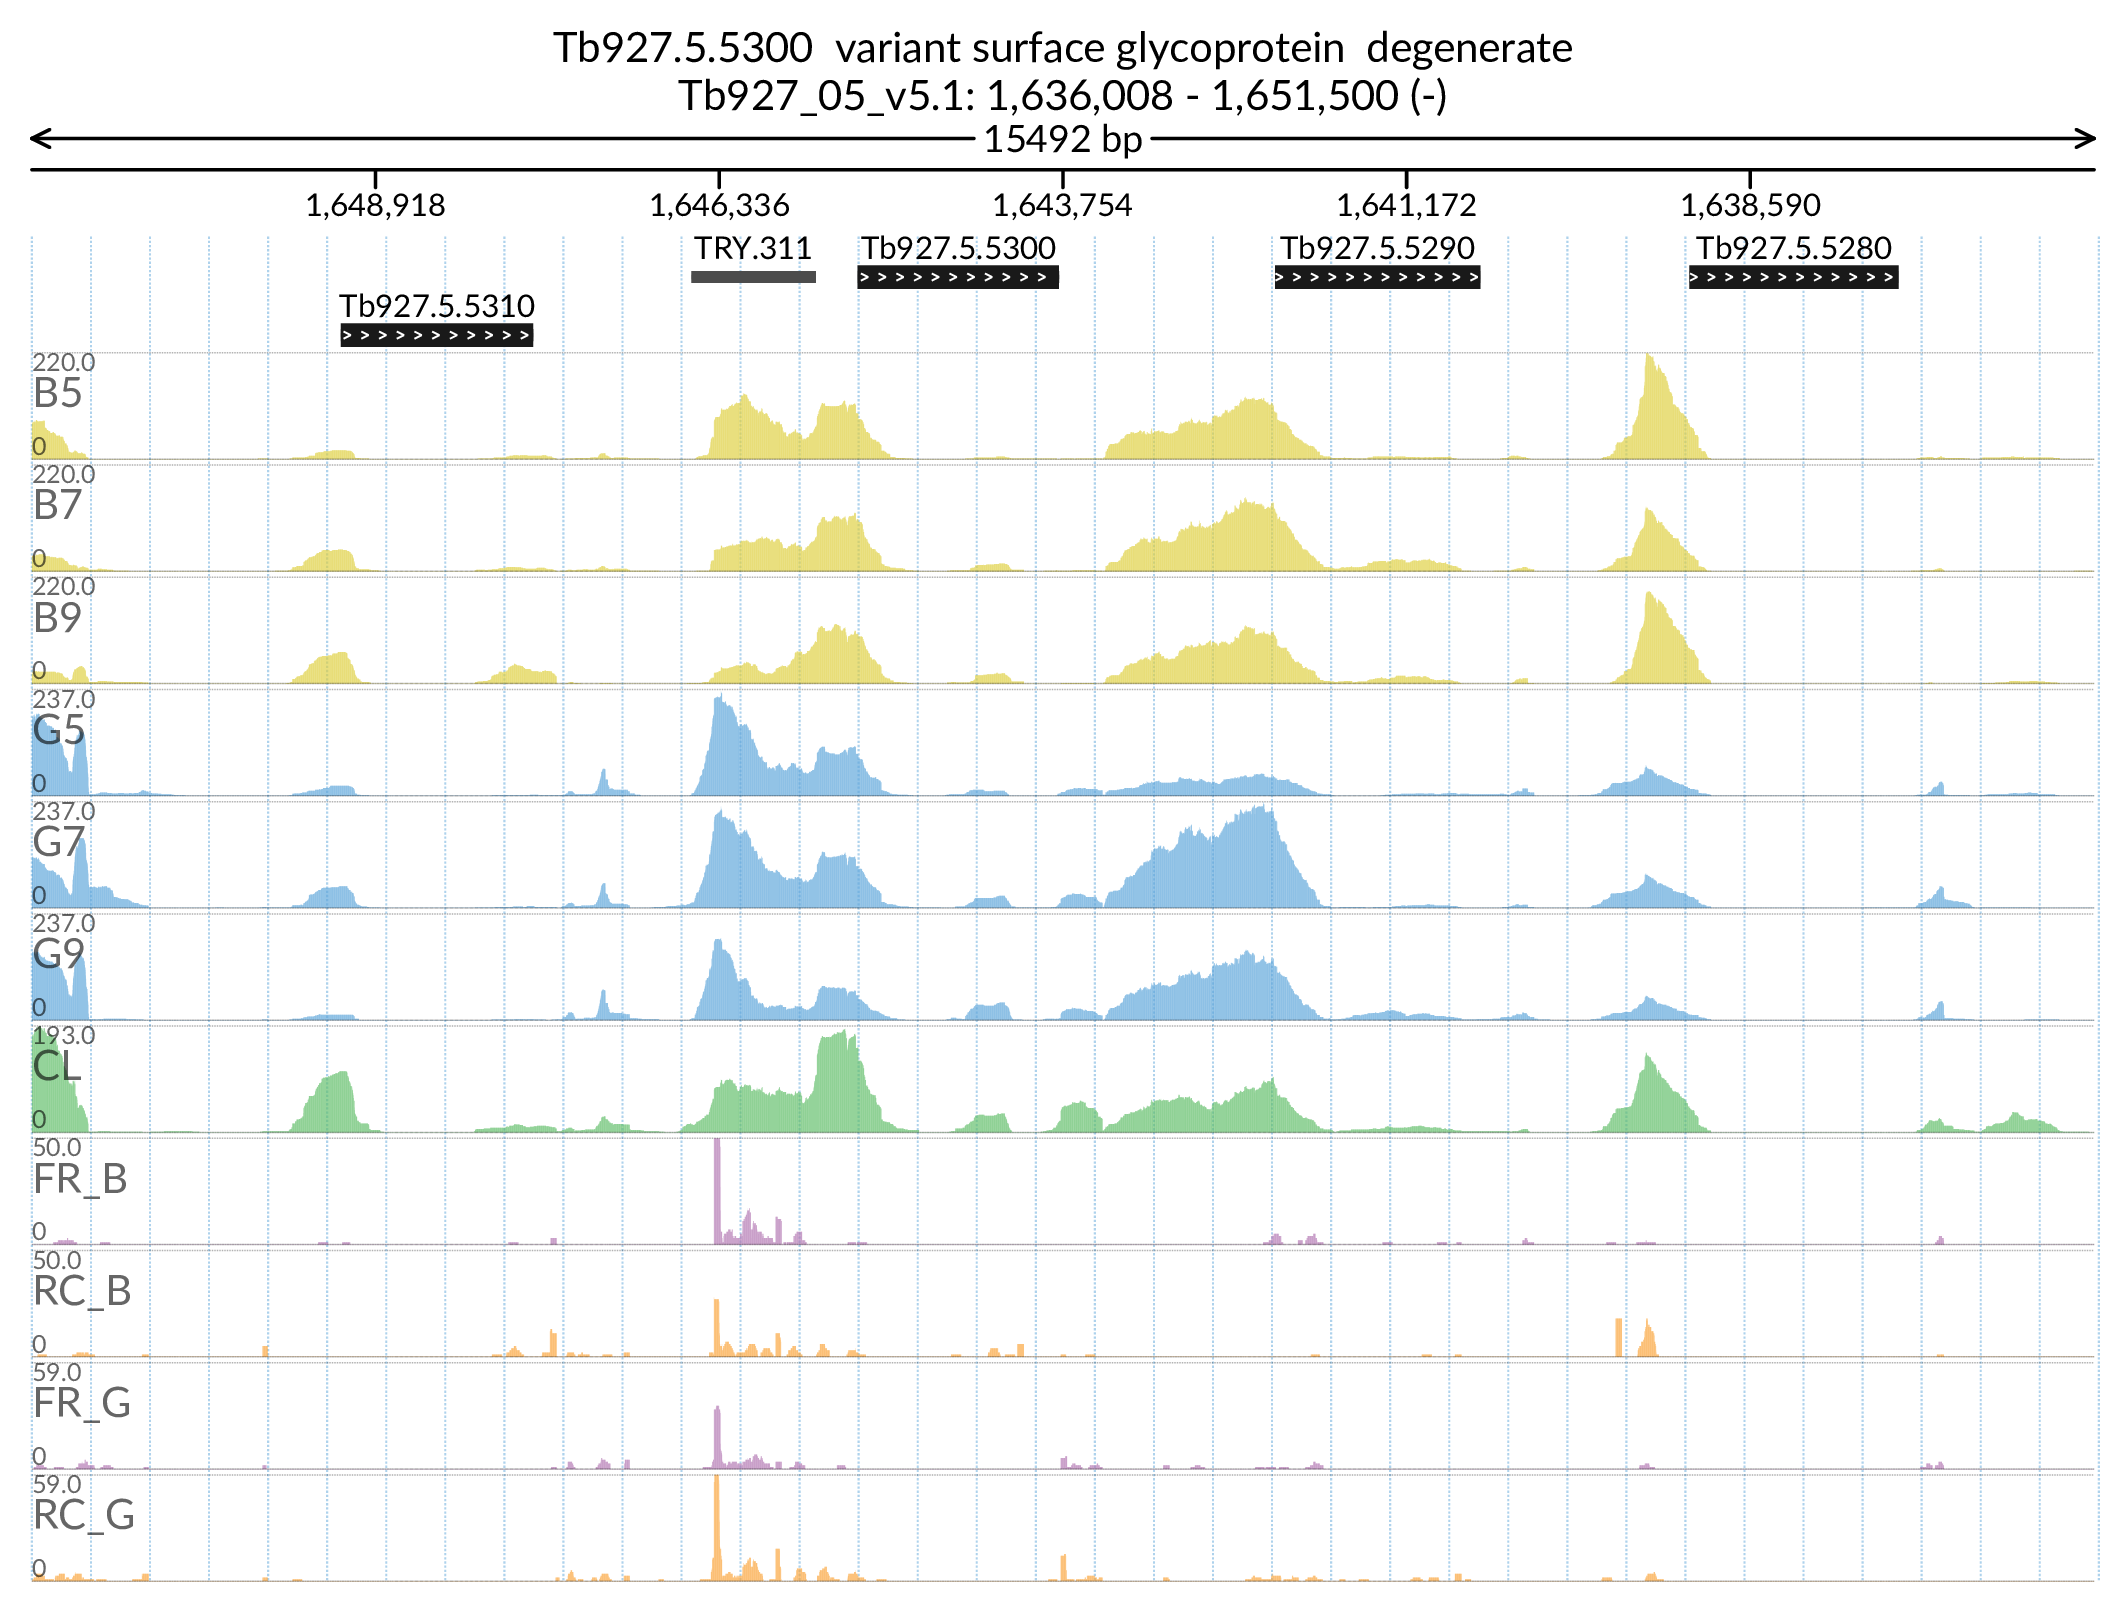 Tb927.5.5300  variant surface glycoprotein  degenerate
Tb927_05_v5.1: 1,636,008 - 1,651,500 (-)
15492 bp
1,648,918 1,646,336 1,643,754 1,641,172 1,638,590
TRY.311 Tb927.5.5300 Tb927.5.5290 Tb927.5.5280
Tb927.5.5310
220.0
B5
0
220.0
B7
0
220.0
B9
0
237.0
G5
0
237.0
G7
0
237.0
G9
0
193.0
CL
0
50.0
FR_B
0
50.0
RC_B
0
59.0
FR_G
0
59.0
RC_G
0